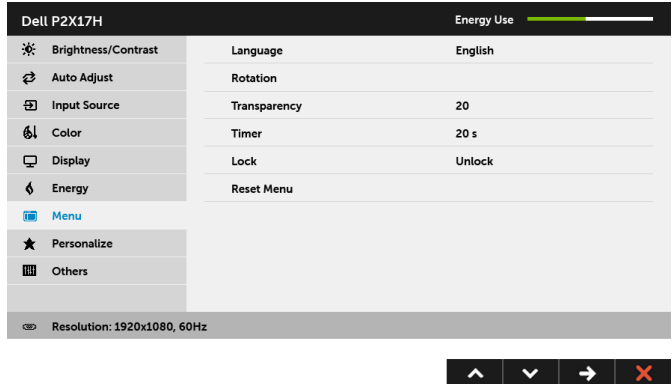 Dell P2X17H Energy Use
Brightness/Contrast Language English
Auto Adjust Rotation
Input Source Transparency 20
Color Timer 20 s
Display Lock Unlock
Energy Reset Menu
Menu
Personalize
Others
Resolution: 1920x1080, 60Hz